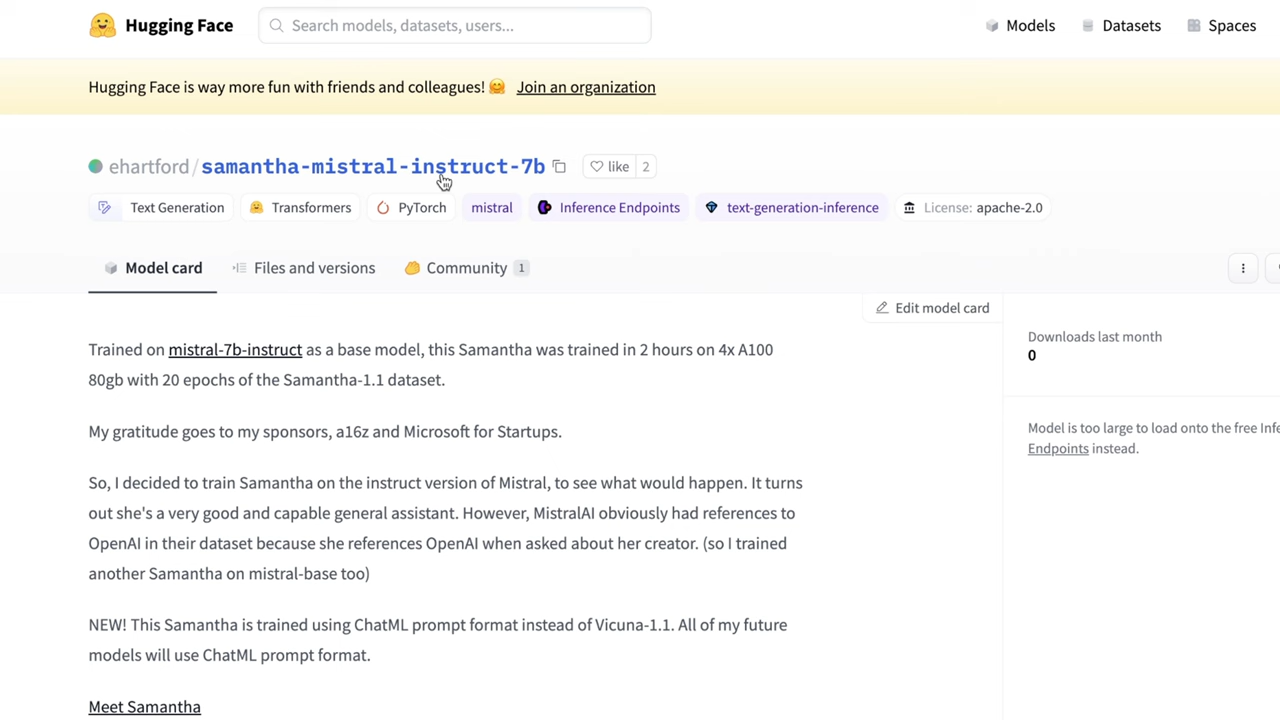 Hugging Face
Search models, datasets, users...
Models
Datasets
Spaces
Hugging Face is way more fun with friends and colleagues! 🤗 Join an organization
ehartford/samantha-mistral-instruct-7b
like 2
Text Generation
Transformers
PyTorch
mistral
Inference Endpoints
text-generation-inference
License: apache-2.0
Model card
Files and versions
Community 1
Edit model card
Trained on mistral-7b-instruct as a base model, this Samantha was trained in 2 hours on 4x A100
80gb with 20 epochs of the Samantha-1.1 dataset.
My gratitude goes to my sponsors, a16z and Microsoft for Startups.
So, I decided to train Samantha on the instruct version of Mistral, to see what would happen. It turns
out she's a very good and capable general assistant. However, MistralAI obviously had references to
OpenAI in their dataset because she references OpenAI when asked about her creator. (so I trained
another Samantha on mistral-base too)
NEW! This Samantha is trained using ChatML prompt format instead of Vicuna-1.1. All of my future
models will use ChatML prompt format.
Meet Samantha
Downloads last month
0
Model is too large to load onto the free Infe
Endpoints instead.